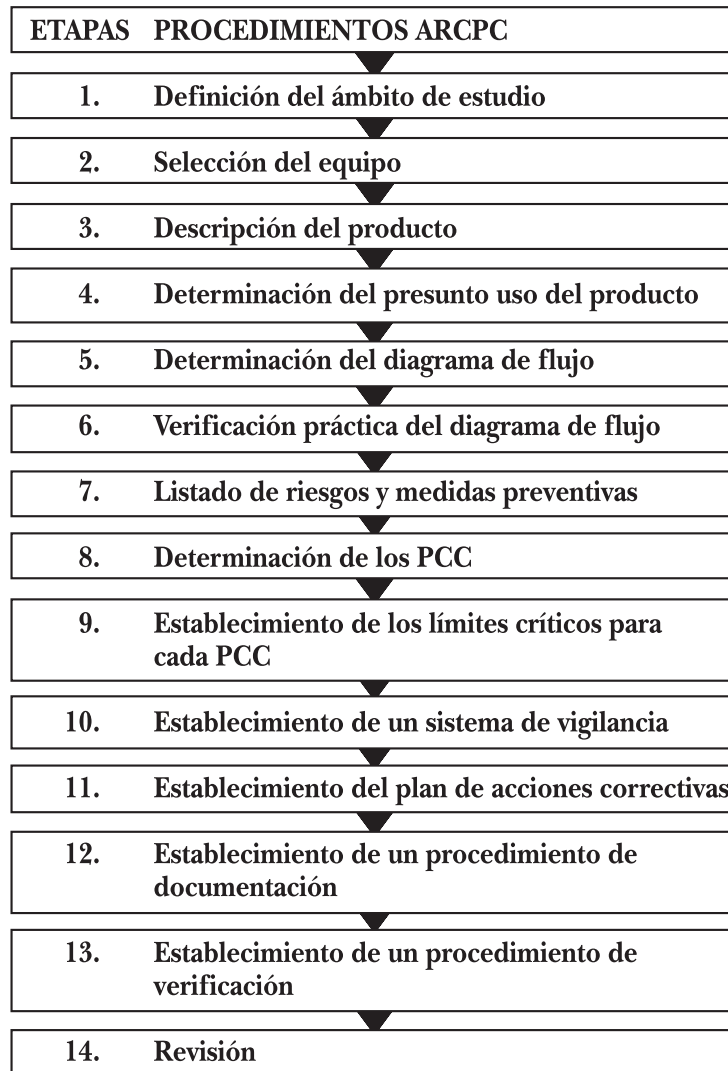 ETAPAS PROCEDIMIENTOS ARCPC
1. Definición del ámbito de estudio
2. Selección del equipo
3. Descripción del producto
4. Determinación del presunto uso del producto
5. Determinación del diagrama de flujo
6. Verificación práctica del diagrama de flujo
7. Listado de riesgos y medidas preventivas
8. Determinación de los PCC
9. Establecimiento de los límites críticos para
cada PCC
10. Establecimiento de un sistema de vigilancia
11. Establecimiento del plan de acciones correctivas
12. Establecimiento de un procedimiento de
documentación
13. Establecimiento de un procedimiento de
verificación
14. Revisión